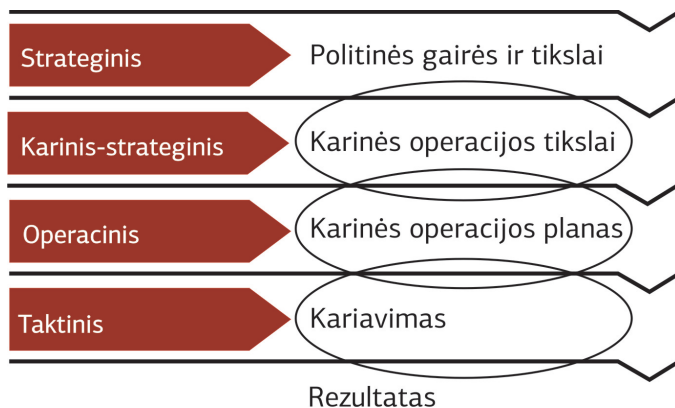 Strateginis
Politinės gairės ir tikslai
Karinis-strateginis
Karinės operacijos tikslai
Operacinis
Karinės operacijos planas
Taktinis
Kariavimas
Rezultatas